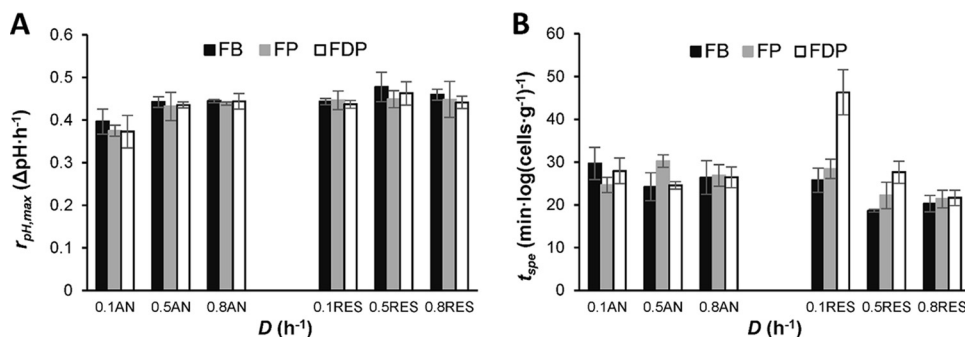 A
FB FP FDP
r_pH,max (ΔpH·h⁻¹)
0.6
0.5
0.4
0.3
0.2
0.1
0
0.1AN 0.5AN 0.8AN 0.1RES 0.5RES 0.8RES
D (h⁻¹)
B
FB FP FDP
t_spe (min·log(cells·g⁻¹)⁻¹)
60
50
40
30
20
10
0
0.1AN 0.5AN 0.8AN 0.1RES 0.5RES 0.8RES
D (h⁻¹)